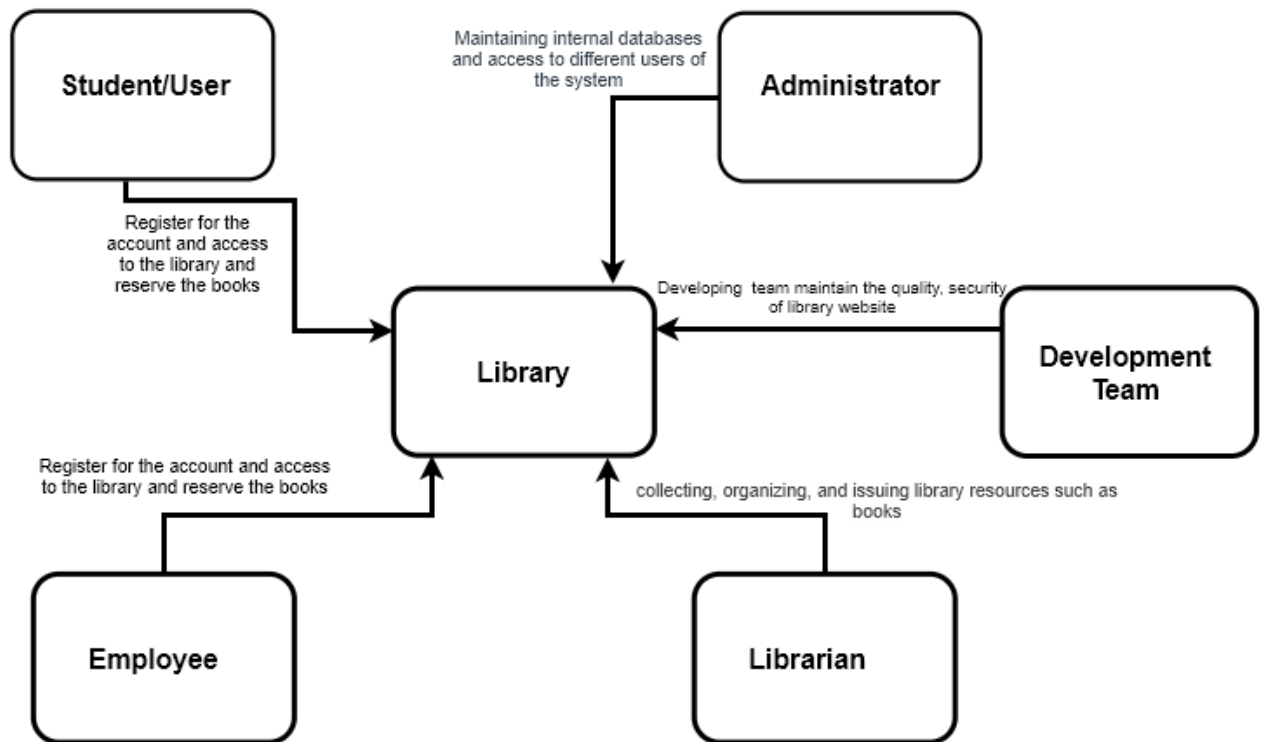 Student/User
Maintaining internal databases
and access to different users of
the system
Administrator
Register for the
account and access
to the library and
reserve the books
Developing  team maintain the quality, security
of library website
Library
Development
Team
Register for the account and access
to the library and reserve the books
collecting, organizing, and issuing library resources such as
books
Employee
Librarian